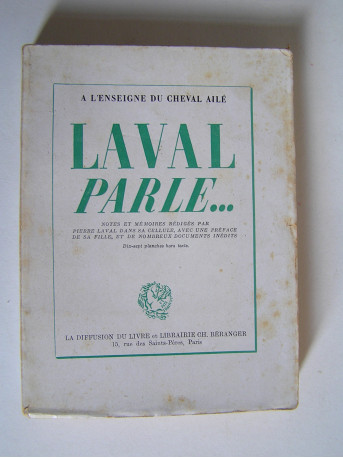 A L'ENSEIGNE DU CHEVAL AILÉ
LAVAL
PARLE...
NOTES ET MÉMOIRES RÉDIGÉS PAR
PIERRE LAVAL DANS SA CELLULE, AVEC UNE PRÉFACE
DE SA FILLE, ET DE NOMBREUX DOCUMENTS INÉDITS
Dix-sept planches hors texte.
LA DIFFUSION DU LIVRE et LIBRAIRIE CH. BÉRANGER
15, rue des Saints-Pères, Paris